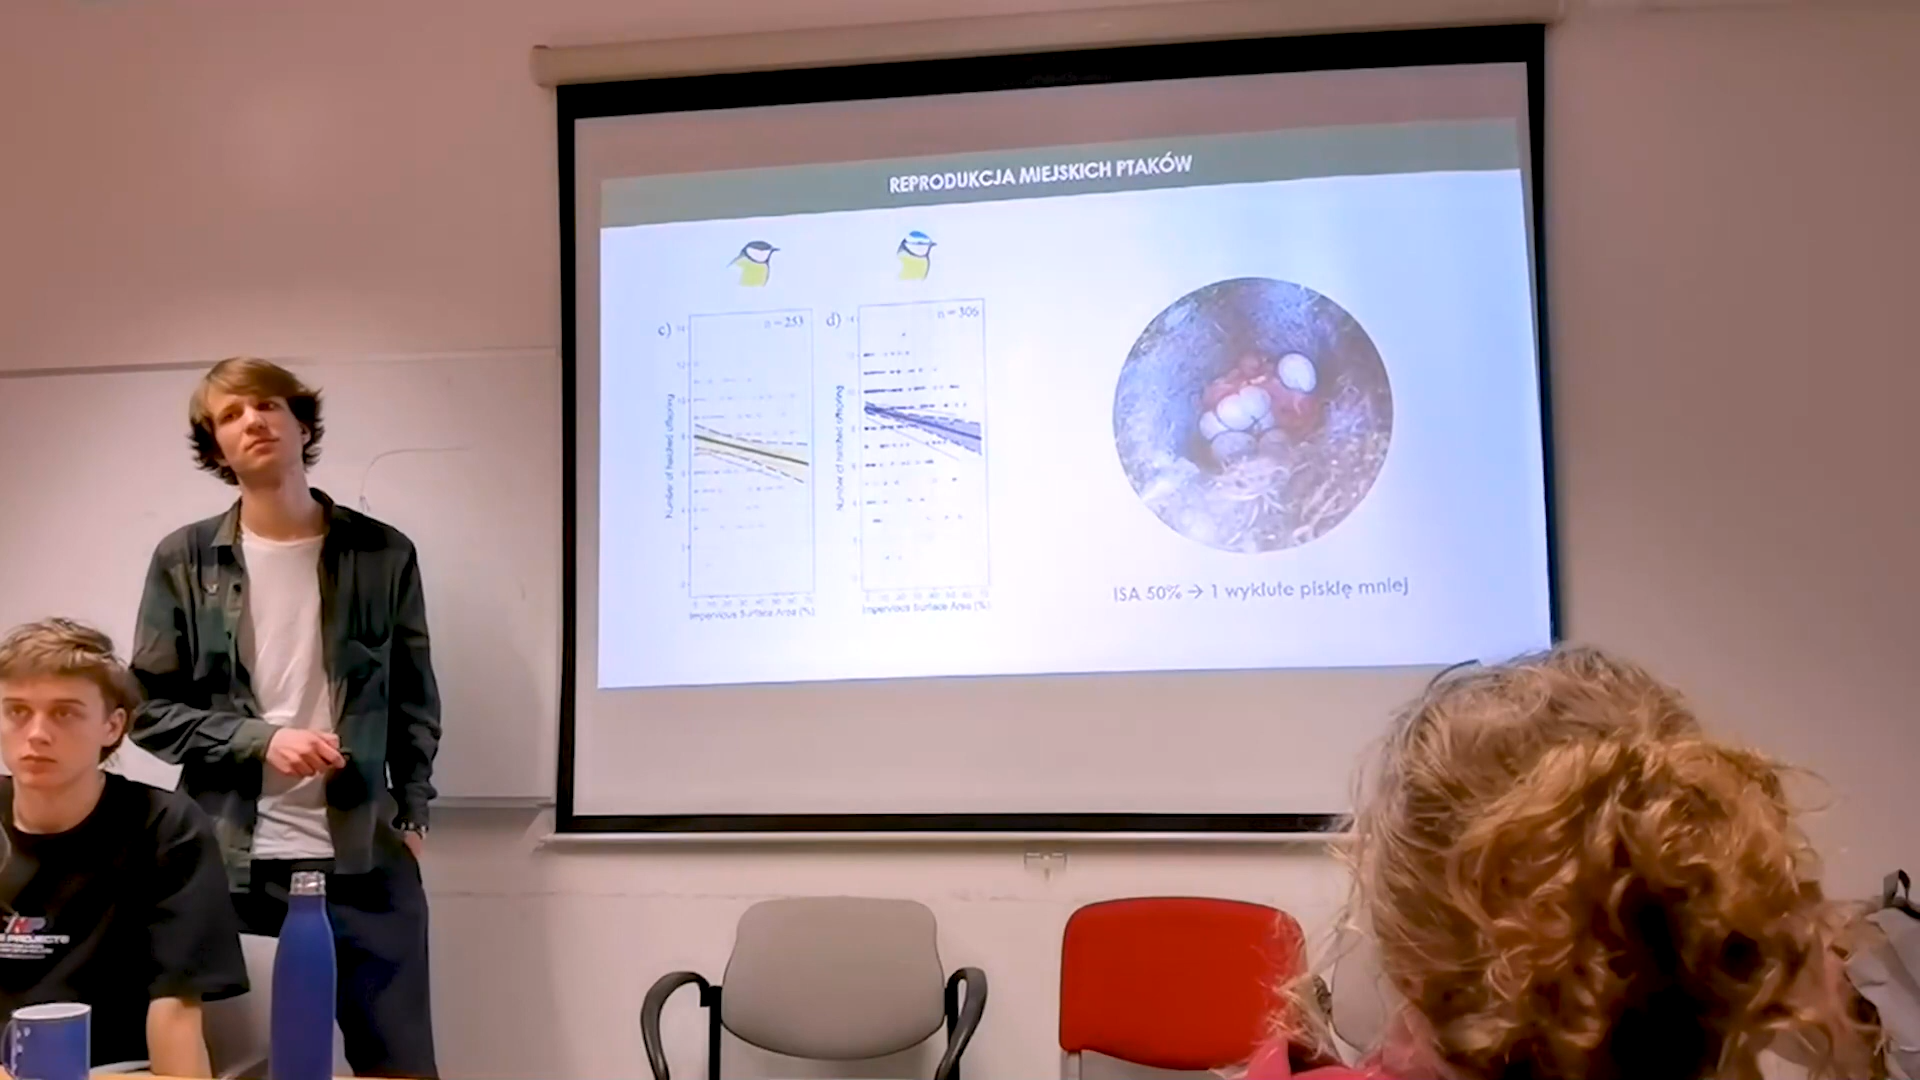 REPRODUKCJA MIEJSKICH PTAKÓW
c)
n = 253
d)
n = 306
Number of hatched offspring
Number of hatched offspring
Impervious Surface Area (%)
Impervious Surface Area (%)
ISA 50% → 1 wyklute pisklę mniej